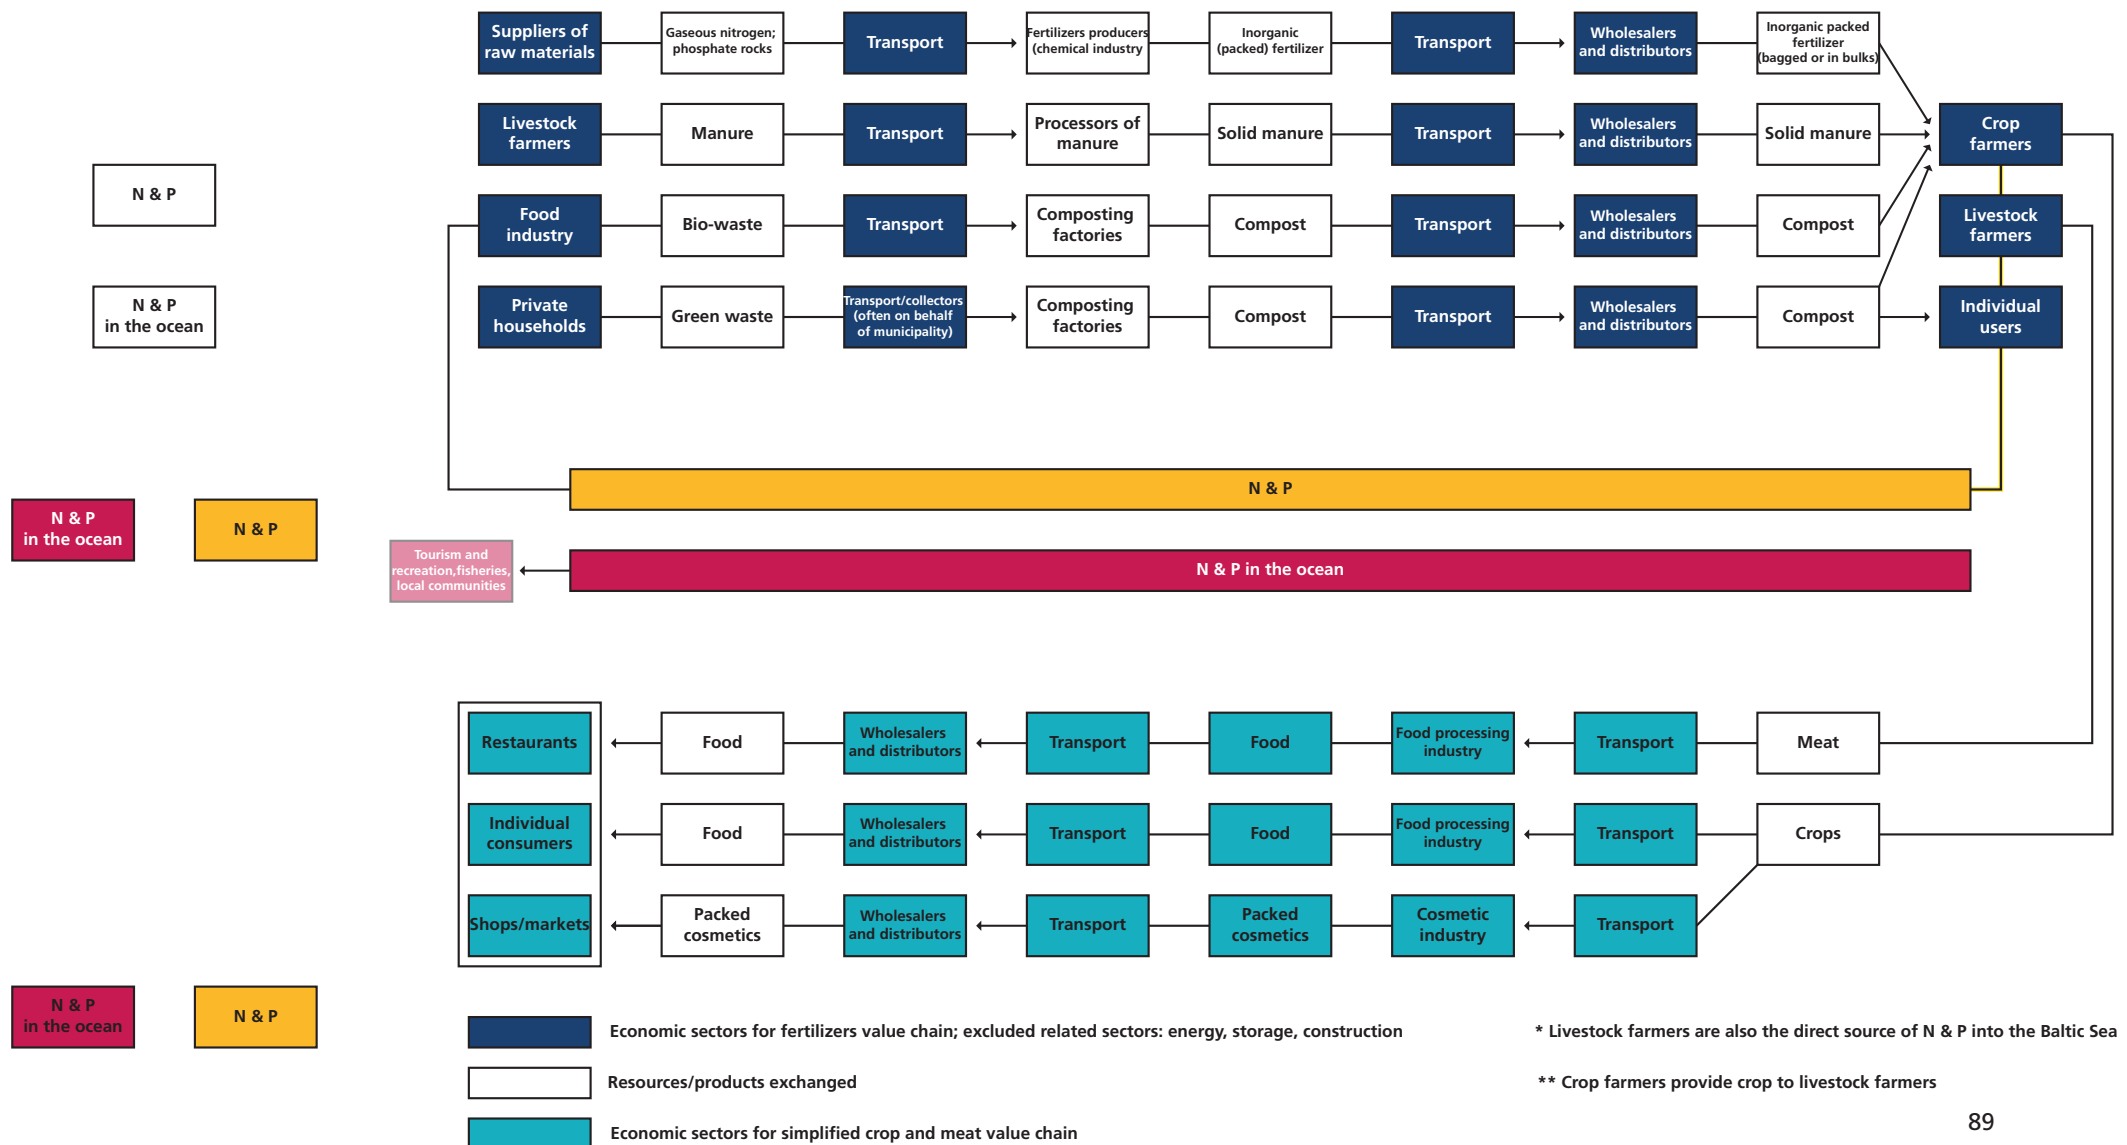 Suppliers of
raw materials
Gaseous nitrogen;
phosphate rocks
Transport
Fertilizers producers
(chemical industry
Inorganic
(packed) fertilizer
Transport
Wholesalers
and distributors
Inorganic packed
fertilizer
(bagged or in bulks)
Livestock
farmers
Manure
Transport
Processors of
manure
Solid manure
Transport
Wholesalers
and distributors
Solid manure
Crop
farmers
N & P
Food
industry
Bio-waste
Transport
Composting
factories
Compost
Transport
Wholesalers
and distributors
Compost
Livestock
farmers
N & P
in the ocean
Private
households
Green waste
Transport/collectors
(often on behalf
of municipality)
Composting
factories
Compost
Transport
Wholesalers
and distributors
Compost
Individual
users
N & P
N & P
in the ocean
N & P
Tourism and
recreation,fisheries,
local communities
N & P in the ocean
Restaurants
Food
Wholesalers
and distributors
Transport
Food
Food processing
industry
Transport
Meat
Individual
consumers
Food
Wholesalers
and distributors
Transport
Food
Food processing
industry
Transport
Crops
Shops/markets
Packed
cosmetics
Wholesalers
and distributors
Transport
Packed
cosmetics
Cosmetic
industry
Transport
N & P
in the ocean
N & P
Economic sectors for fertilizers value chain; excluded related sectors: energy, storage, construction
* Livestock farmers are also the direct source of N & P into the Baltic Sea
Resources/products exchanged
** Crop farmers provide crop to livestock farmers
Economic sectors for simplified crop and meat value chain
89